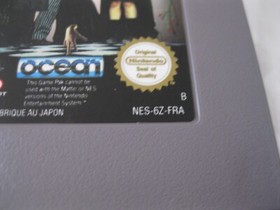 ocean
Original
Nintendo
Seal of
Quality
This Game Pak cannot be
used with the Mattel or NES
versions of the Nintendo
Entertainment System.
B
BRIQUE AU JAPON
NES-6Z-FRA